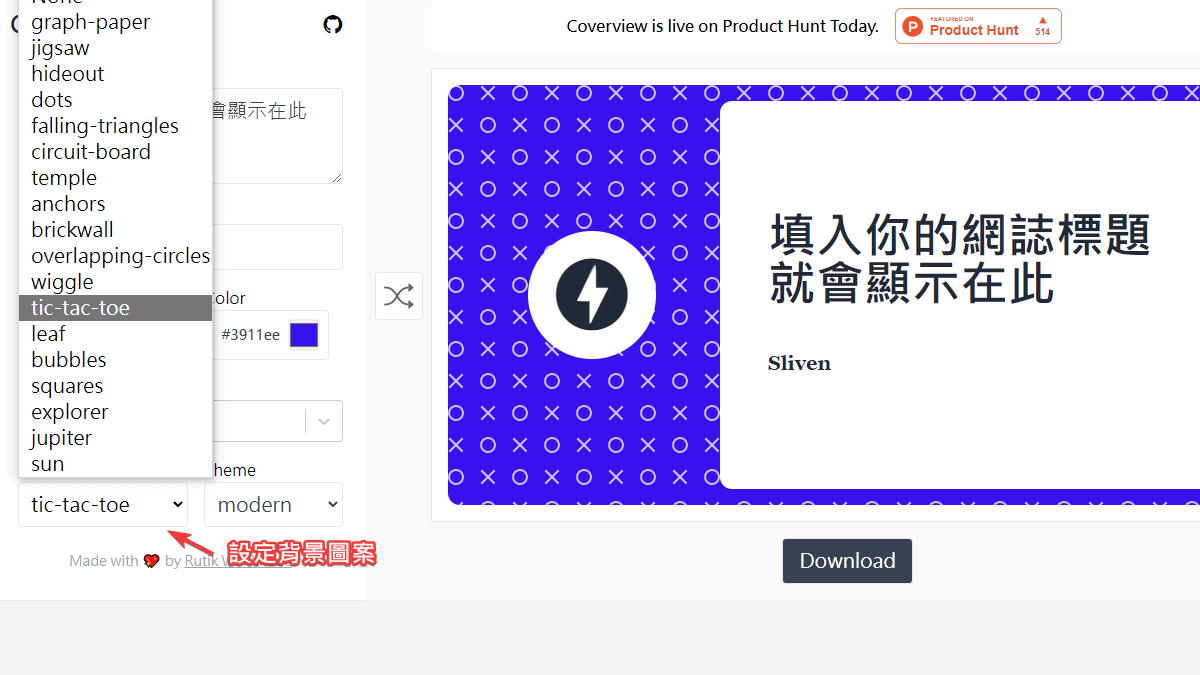 None
graph-paper
jigsaw
hideout
dots
falling-triangles
circuit-board
temple
anchors
brickwall
overlapping-circles
wiggle
tic-tac-toe
leaf
bubbles
squares
explorer
jupiter
sun
會顯示在此
Color
#3911ee
heme
tic-tac-toe
modern
設定背景圖案
Made with ❤ by Rutik
Coverview is live on Product Hunt Today.
FEATURED ON
P Product Hunt
514
填入你的網誌標題
就會顯示在此
Sliven
Download